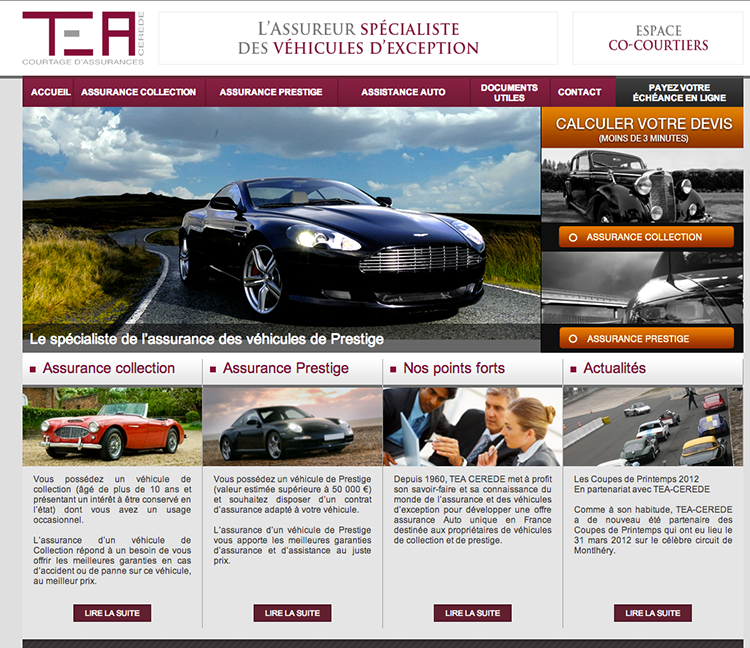 TEA
CEREDE
COURTAGE D'ASSURANCES
L'ASSUREUR SPÉCIALISTE
DES VÉHICULES D'EXCEPTION
ESPACE
CO-COURTIERS
ACCUEIL
ASSURANCE COLLECTION
ASSURANCE PRESTIGE
ASSISTANCE AUTO
DOCUMENTS
UTILES
CONTACT
PAYEZ VOTRE
ÉCHÉANCE EN LIGNE
CALCULER VOTRE DEVIS
(MOINS DE 3 MINUTES)
ASSURANCE COLLECTION
ASSURANCE PRESTIGE
Le spécialiste de l'assurance des véhicules de Prestige
Assurance collection
Vous possédez un véhicule de
collection (âgé de plus de 10 ans et
présentant un intérêt à être conservé en
l'état) dont vous avez un usage
occasionnel.
L'assurance d'un véhicule de
Collection répond à un besoin de vous
offrir les meilleures garanties en cas
d'accident ou de panne sur ce véhicule,
au meilleur prix.
LIRE LA SUITE
Assurance Prestige
Vous possédez un véhicule de Prestige
(valeur estimée supérieure à 50 000 €)
et souhaitez disposer d'un contrat
d'assurance adapté à votre véhicule.
L'assurance d'un véhicule de Prestige
vous apporte les meilleures garanties
d'assurance et d'assistance au juste
prix.
LIRE LA SUITE
Nos points forts
Depuis 1960, TEA CEREDE met à profit
son savoir-faire et sa connaissance du
monde de l'assurance et des véhicules
d'exception pour développer une offre
assurance Auto unique en France
destinée aux propriétaires de véhicules
de collection et de prestige.
LIRE LA SUITE
Actualités
Les Coupes de Printemps 2012
En partenariat avec TEA-CEREDE
Comme à son habitude, TEA-CEREDE
a de nouveau été partenaire des
Coupes de Printemps qui ont eu lieu le
31 mars 2012 sur le célèbre circuit de
Montlhéry.
LIRE LA SUITE